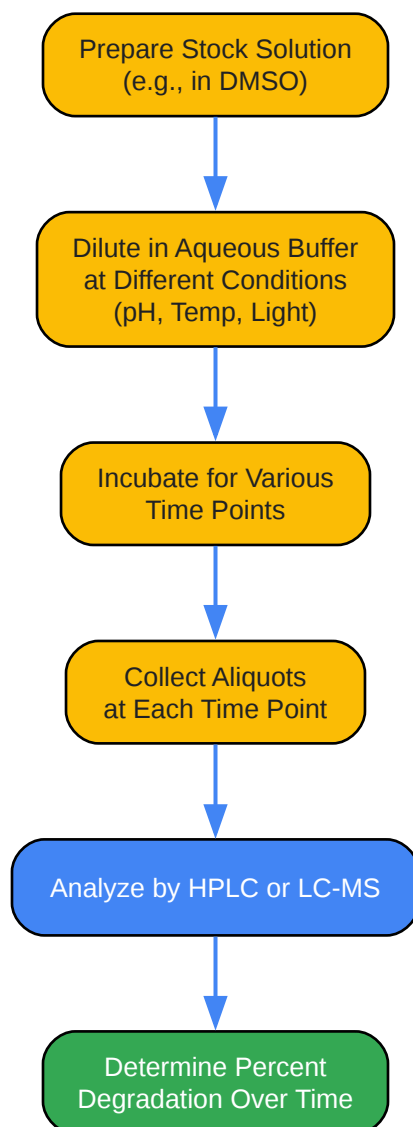 Prepare Stock Solution
(e.g., in DMSO)
Dilute in Aqueous Buffer
at Different Conditions
(pH, Temp, Light)
Incubate for Various
Time Points
Collect Aliquots
at Each Time Point
Analyze by HPLC or LC-MS
Determine Percent
Degradation Over Time